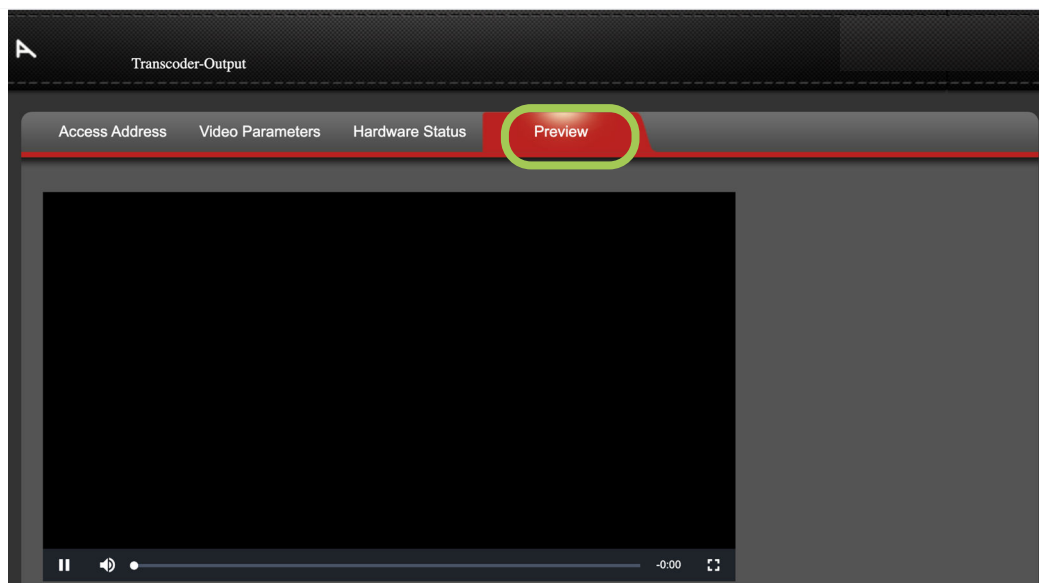 Transcoder-Output
Access Address Video Parameters Hardware Status Preview
-0:00